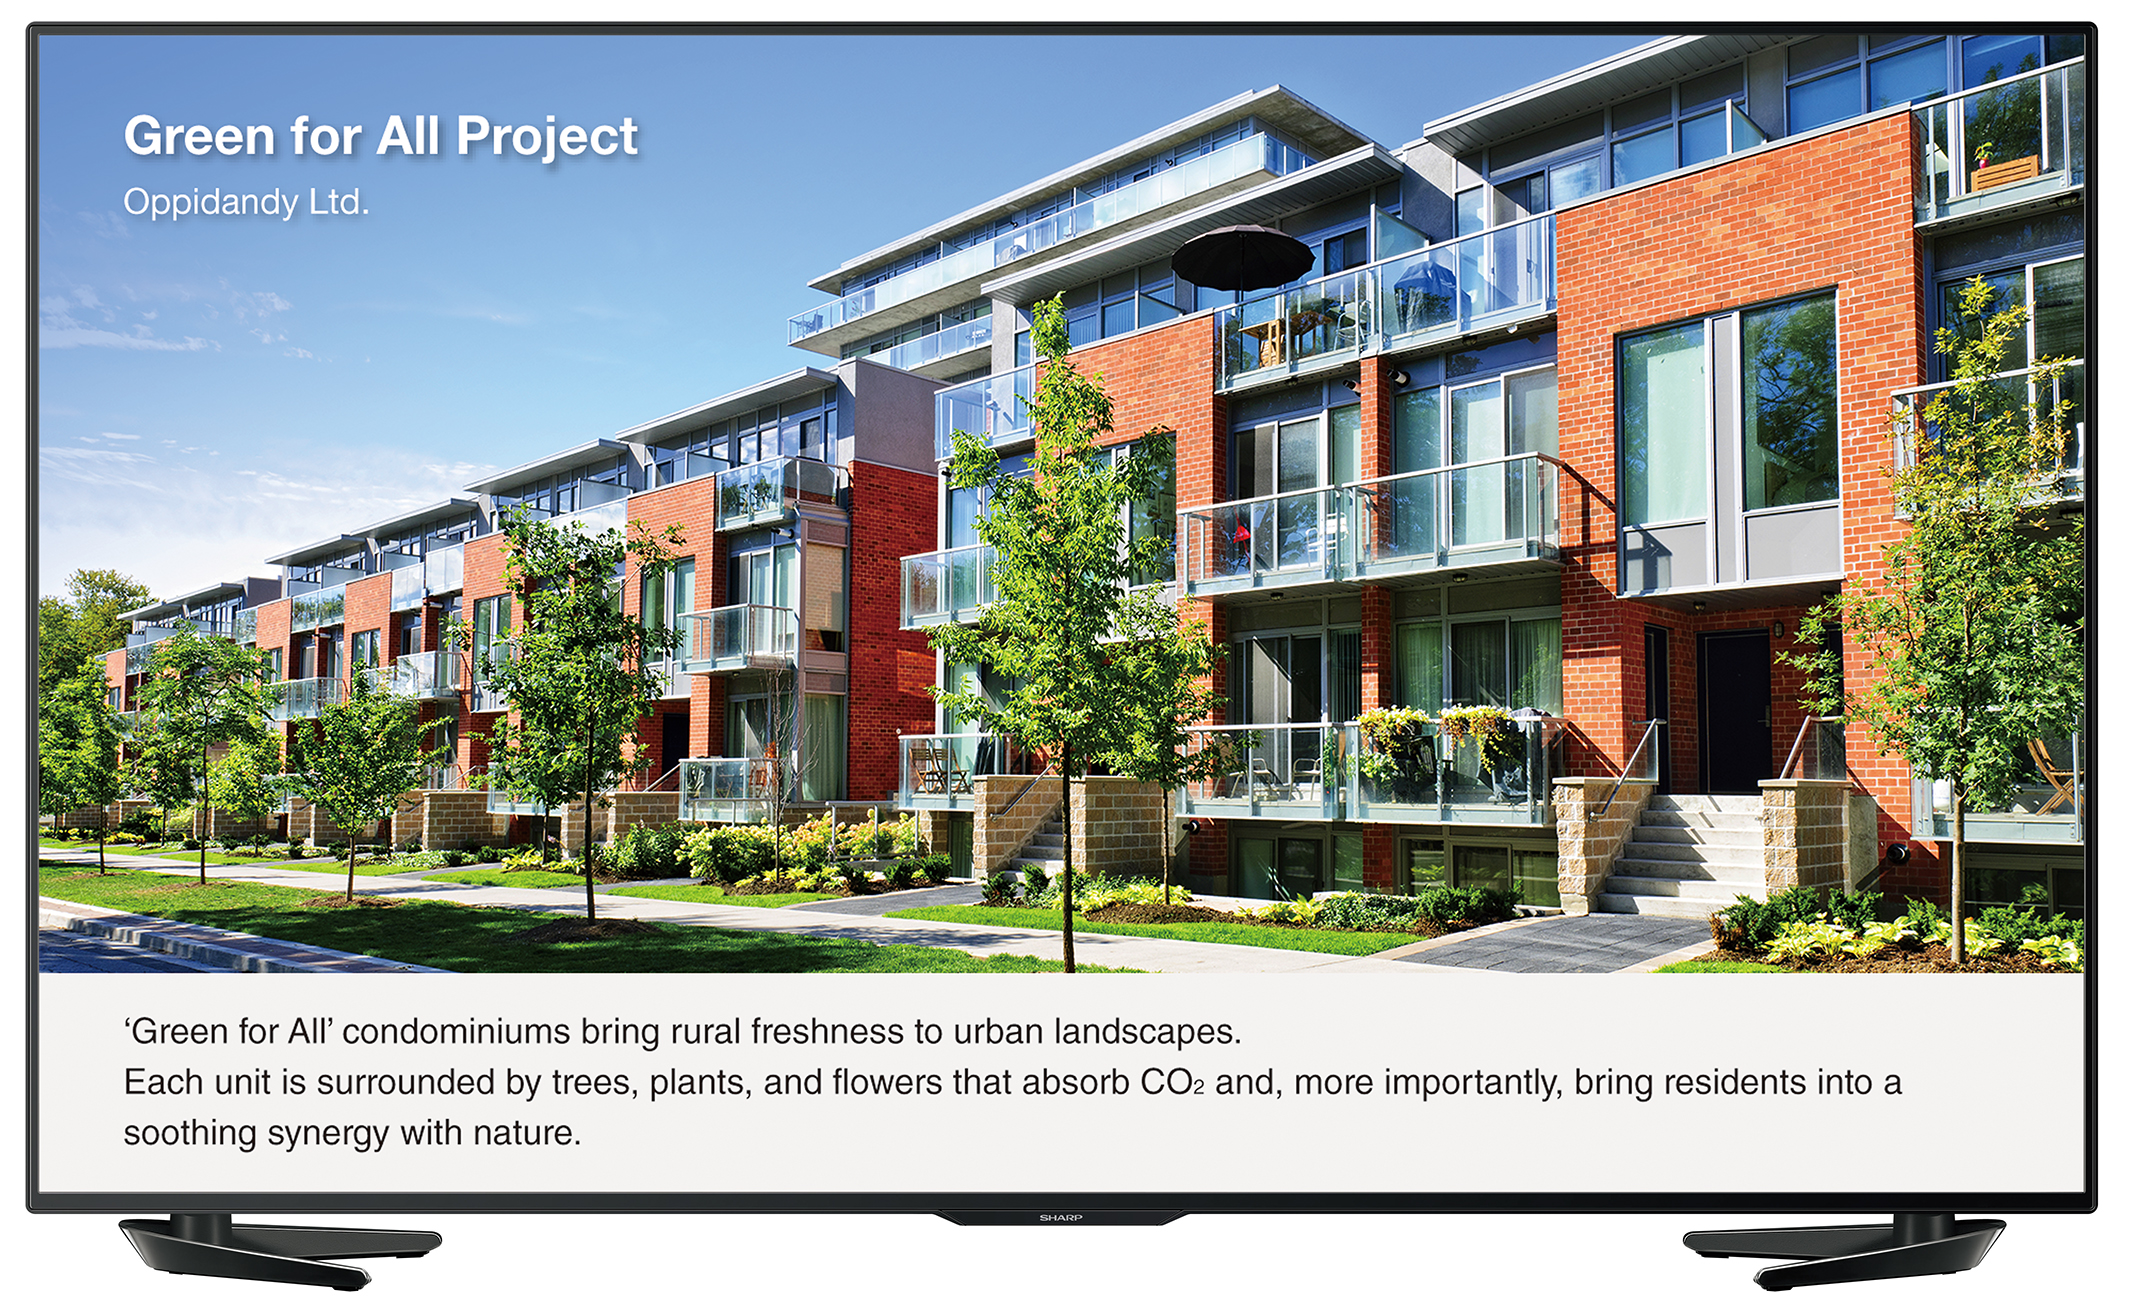 Green for All Project
Oppidandy Ltd.
‘Green for All’ condominiums bring rural freshness to urban landscapes.
Each unit is surrounded by trees, plants, and flowers that absorb CO₂ and, more importantly, bring residents into a
soothing synergy with nature.
SHARP